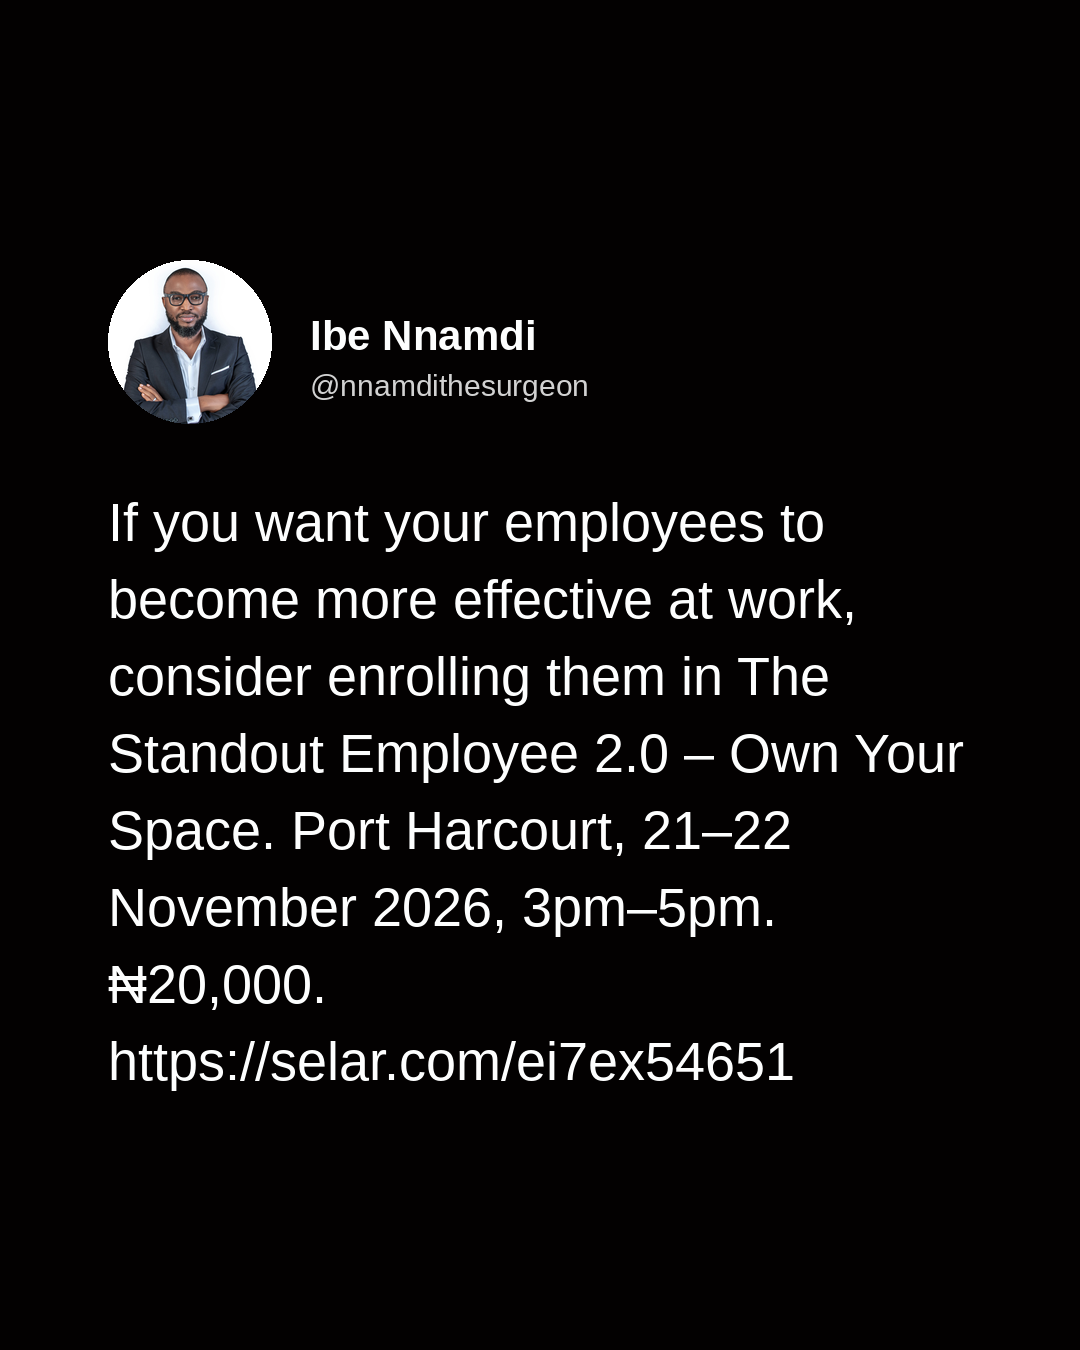 Ibe Nnamdi
@nnamdithesurgeon
If you want your employees to
become more effective at work,
consider enrolling them in The
Standout Employee 2.0 – Own Your
Space. Port Harcourt, 21–22
November 2026, 3pm–5pm.
₦20,000.
https://selar.com/ei7ex54651